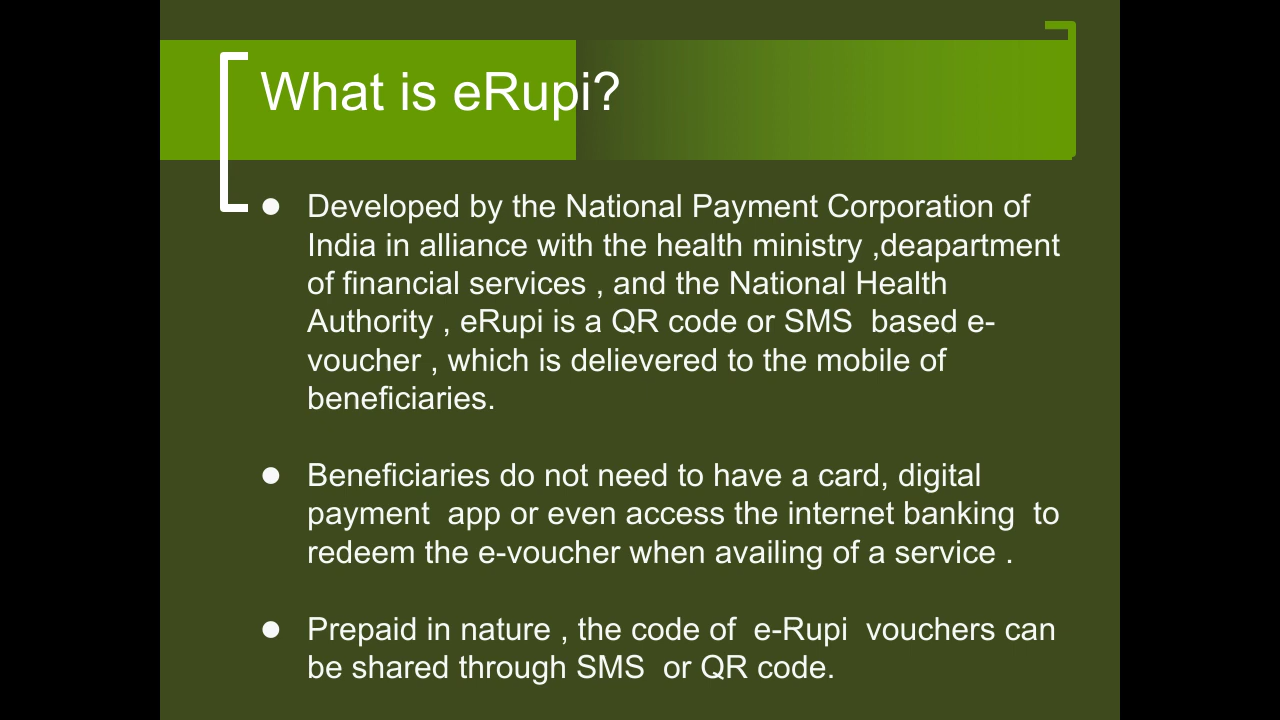 What is eRupi?
● Developed by the National Payment Corporation of
India in alliance with the health ministry ,deapartment
of financial services , and the National Health
Authority , eRupi is a QR code or SMS  based e-
voucher , which is delievered to the mobile of
beneficiaries.
● Beneficiaries do not need to have a card, digital
payment  app or even access the internet banking  to
redeem the e-voucher when availing of a service .
● Prepaid in nature , the code of  e-Rupi  vouchers can
be shared through SMS  or QR code.